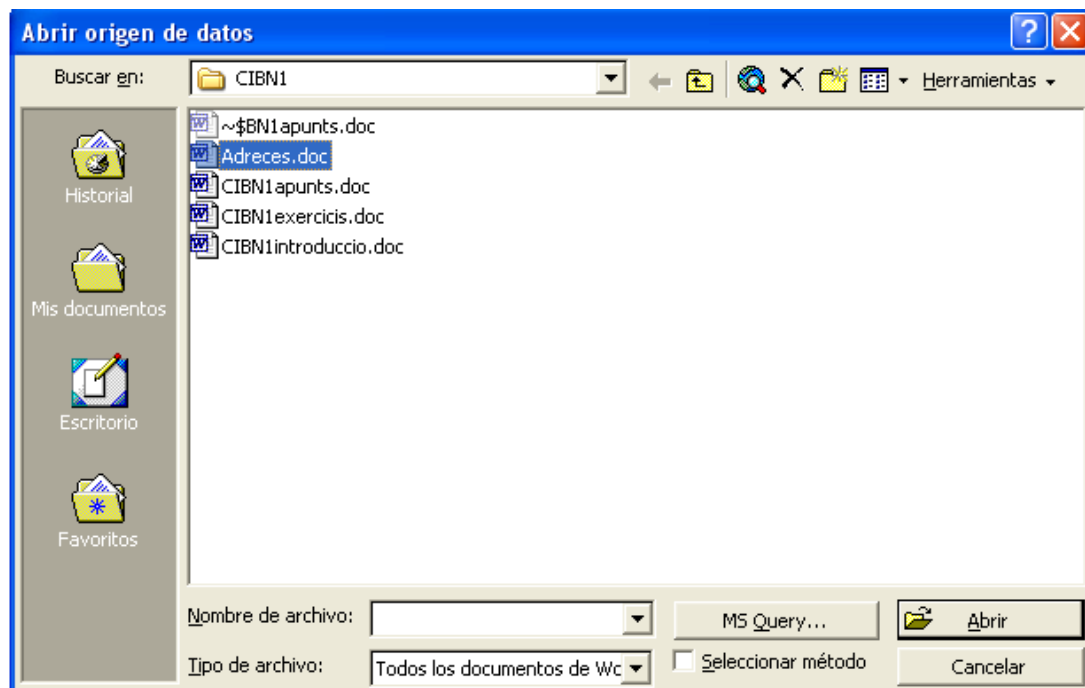 Abrir origen de datos
Buscar en:
CIBN1
Herramientas
Historial
Mis documentos
Escritorio
Favoritos
~$BN1apunts.doc
Adreces.doc
CIBN1apunts.doc
CIBN1exercicis.doc
CIBN1introduccio.doc
Nombre de archivo:
MS Query...
Abrir
Tipo de archivo:
Todos los documentos de Wc
Seleccionar método
Cancelar